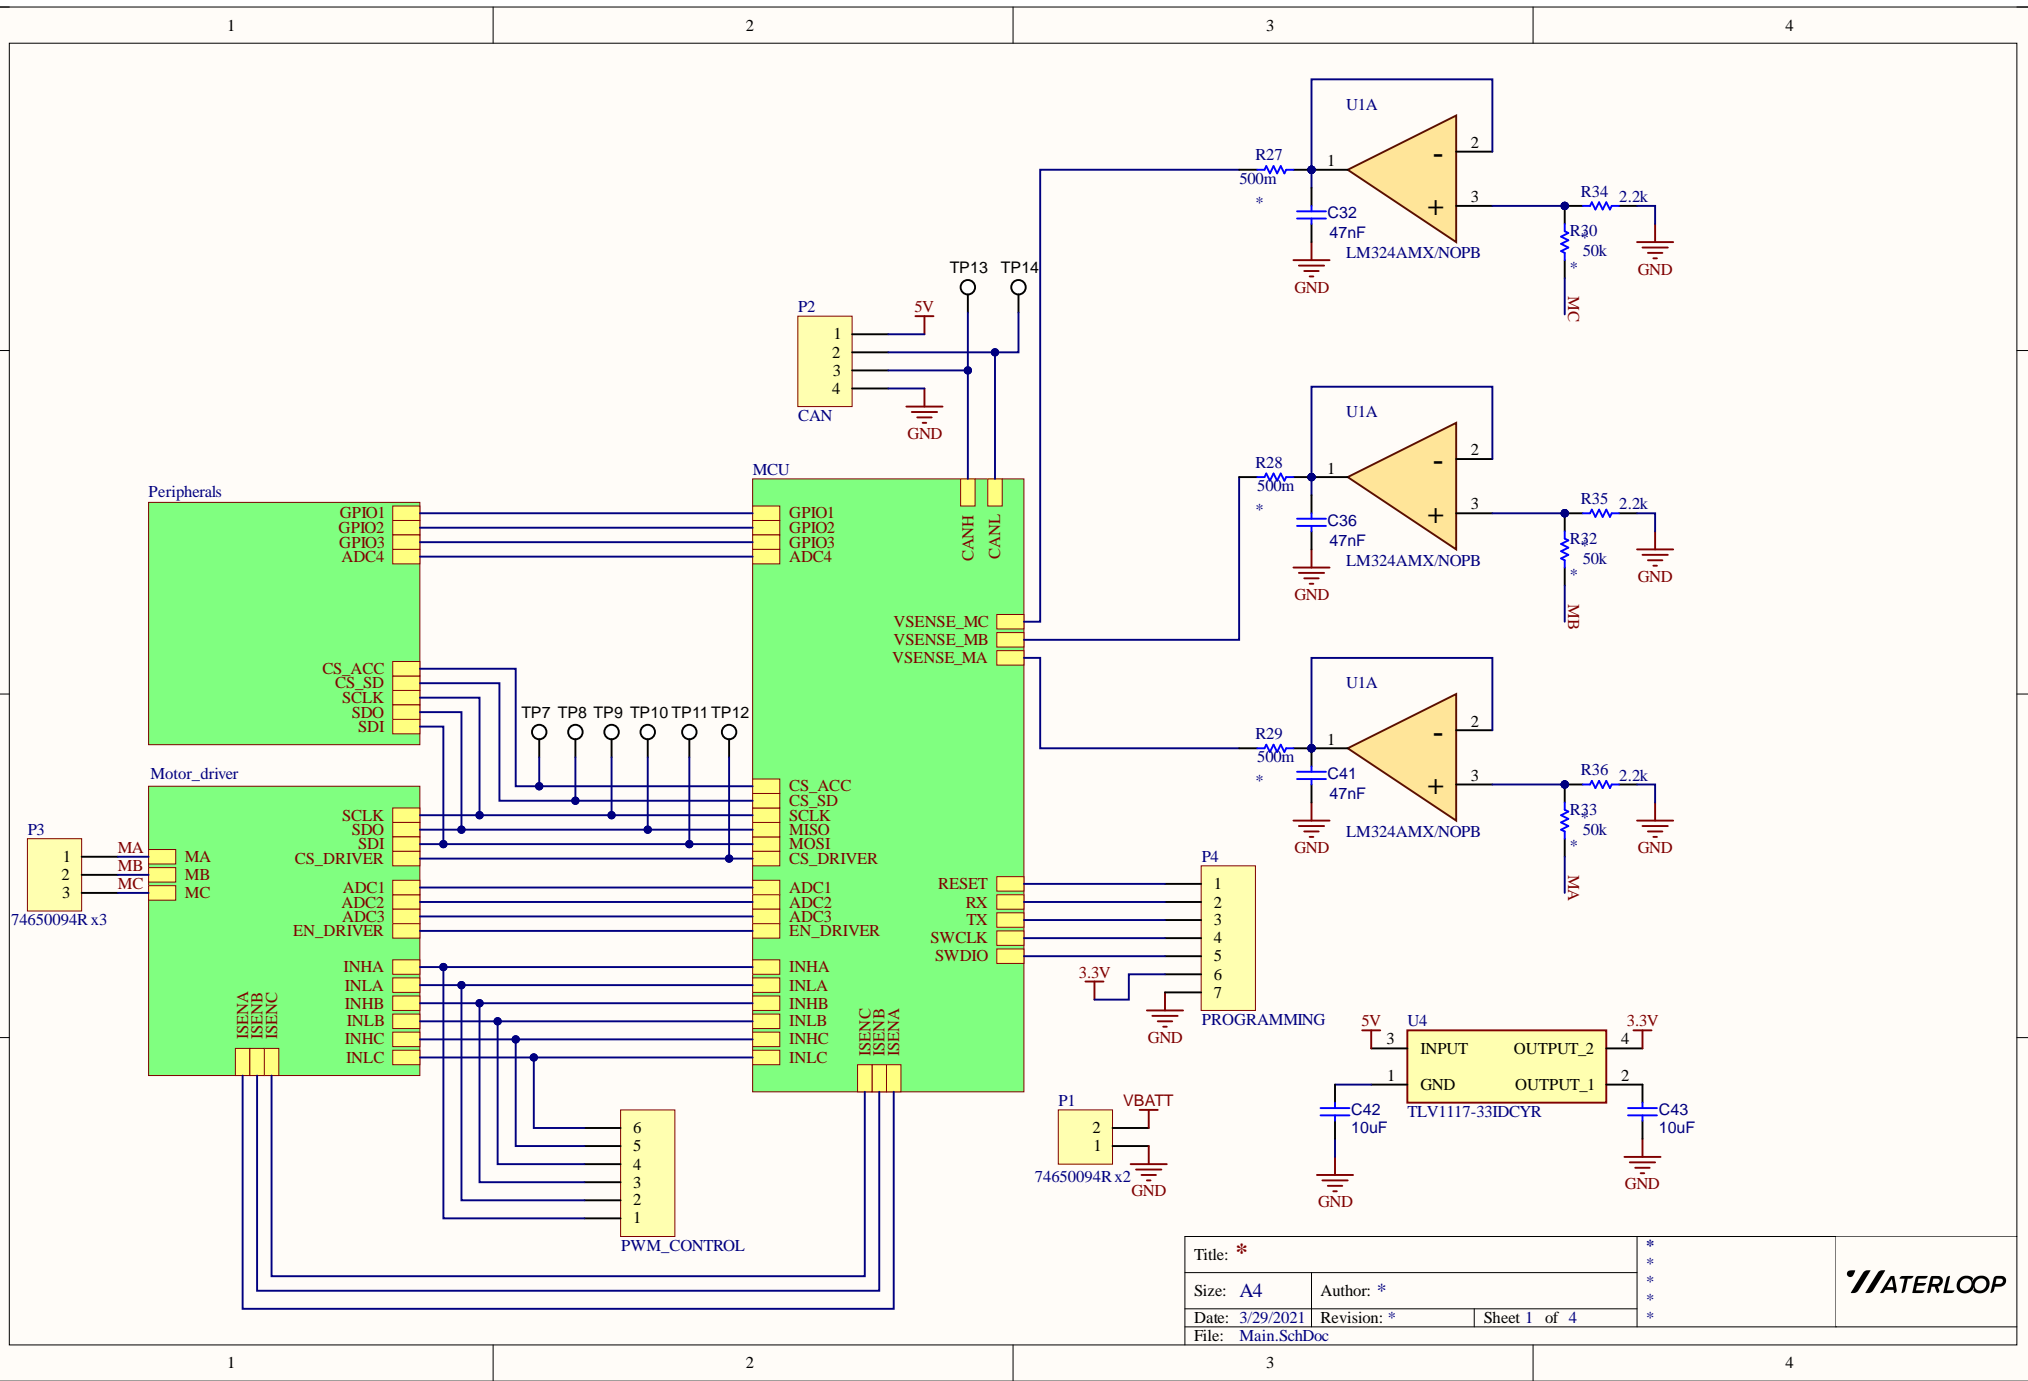 1 2 3 4
U1A
2
R27
1
-
500m
*
3
R34 2.2k
+
C32
47nF
R30
*
50k
*
LM324AMX/NOPB
GND
GND
MC
TP13 TP14
P2
5V
1
2
3
4
CAN
GND
U1A
2
R28
1
-
500m
*
3
R35 2.2k
+
C36
47nF
R32
*
50k
*
LM324AMX/NOPB
GND
GND
MB
U1A
2
R29
1
-
500m
*
3
R36 2.2k
+
C41
47nF
R33
*
50k
*
LM324AMX/NOPB
GND
GND
MA
Peripherals
GPIO1
GPIO2
GPIO3
ADC4
CS_ACC
CS_SD
SCLK
SDO
SDI
TP7 TP8 TP9 TP10 TP11 TP12
MCU
GPIO1
GPIO2
GPIO3
ADC4
CANH
CANL
VSENSE_MC
VSENSE_MB
VSENSE_MA
CS_ACC
CS_SD
SCLK
MISO
MOSI
CS_DRIVER
ADC1
ADC2
ADC3
EN_DRIVER
INHA
INLA
INHB
INLB
INHC
INLC
RESET
RX
TX
SWCLK
SWDIO
ISENC
ISENB
ISENA
Motor_driver
SCLK
SDO
SDI
CS_DRIVER
MA
MB
MC
ADC1
ADC2
ADC3
EN_DRIVER
INHA
INLA
INHB
INLB
INHC
INLC
ISENA
ISENB
ISENC
P3
1
2
3
MA
MB
MC
74650094R x3
P4
1
2
3
4
5
6
7
3.3V
GND
PROGRAMMING
6
5
4
3
2
1
PWM_CONTROL
P1
VBATT
2
1
74650094R x2
GND
5V
U4
3.3V
3
INPUT
OUTPUT_2
4
1
GND
OUTPUT_1
2
TLV1117-33IDCYR
C42
10uF
GND
C43
10uF
GND
Title: *
Size: A4
Author: *
Date: 3/29/2021
Revision: *
Sheet 1 of 4
File: Main.SchDoc
*
*
*
*
*
WATERLOOP
1 2 3 4